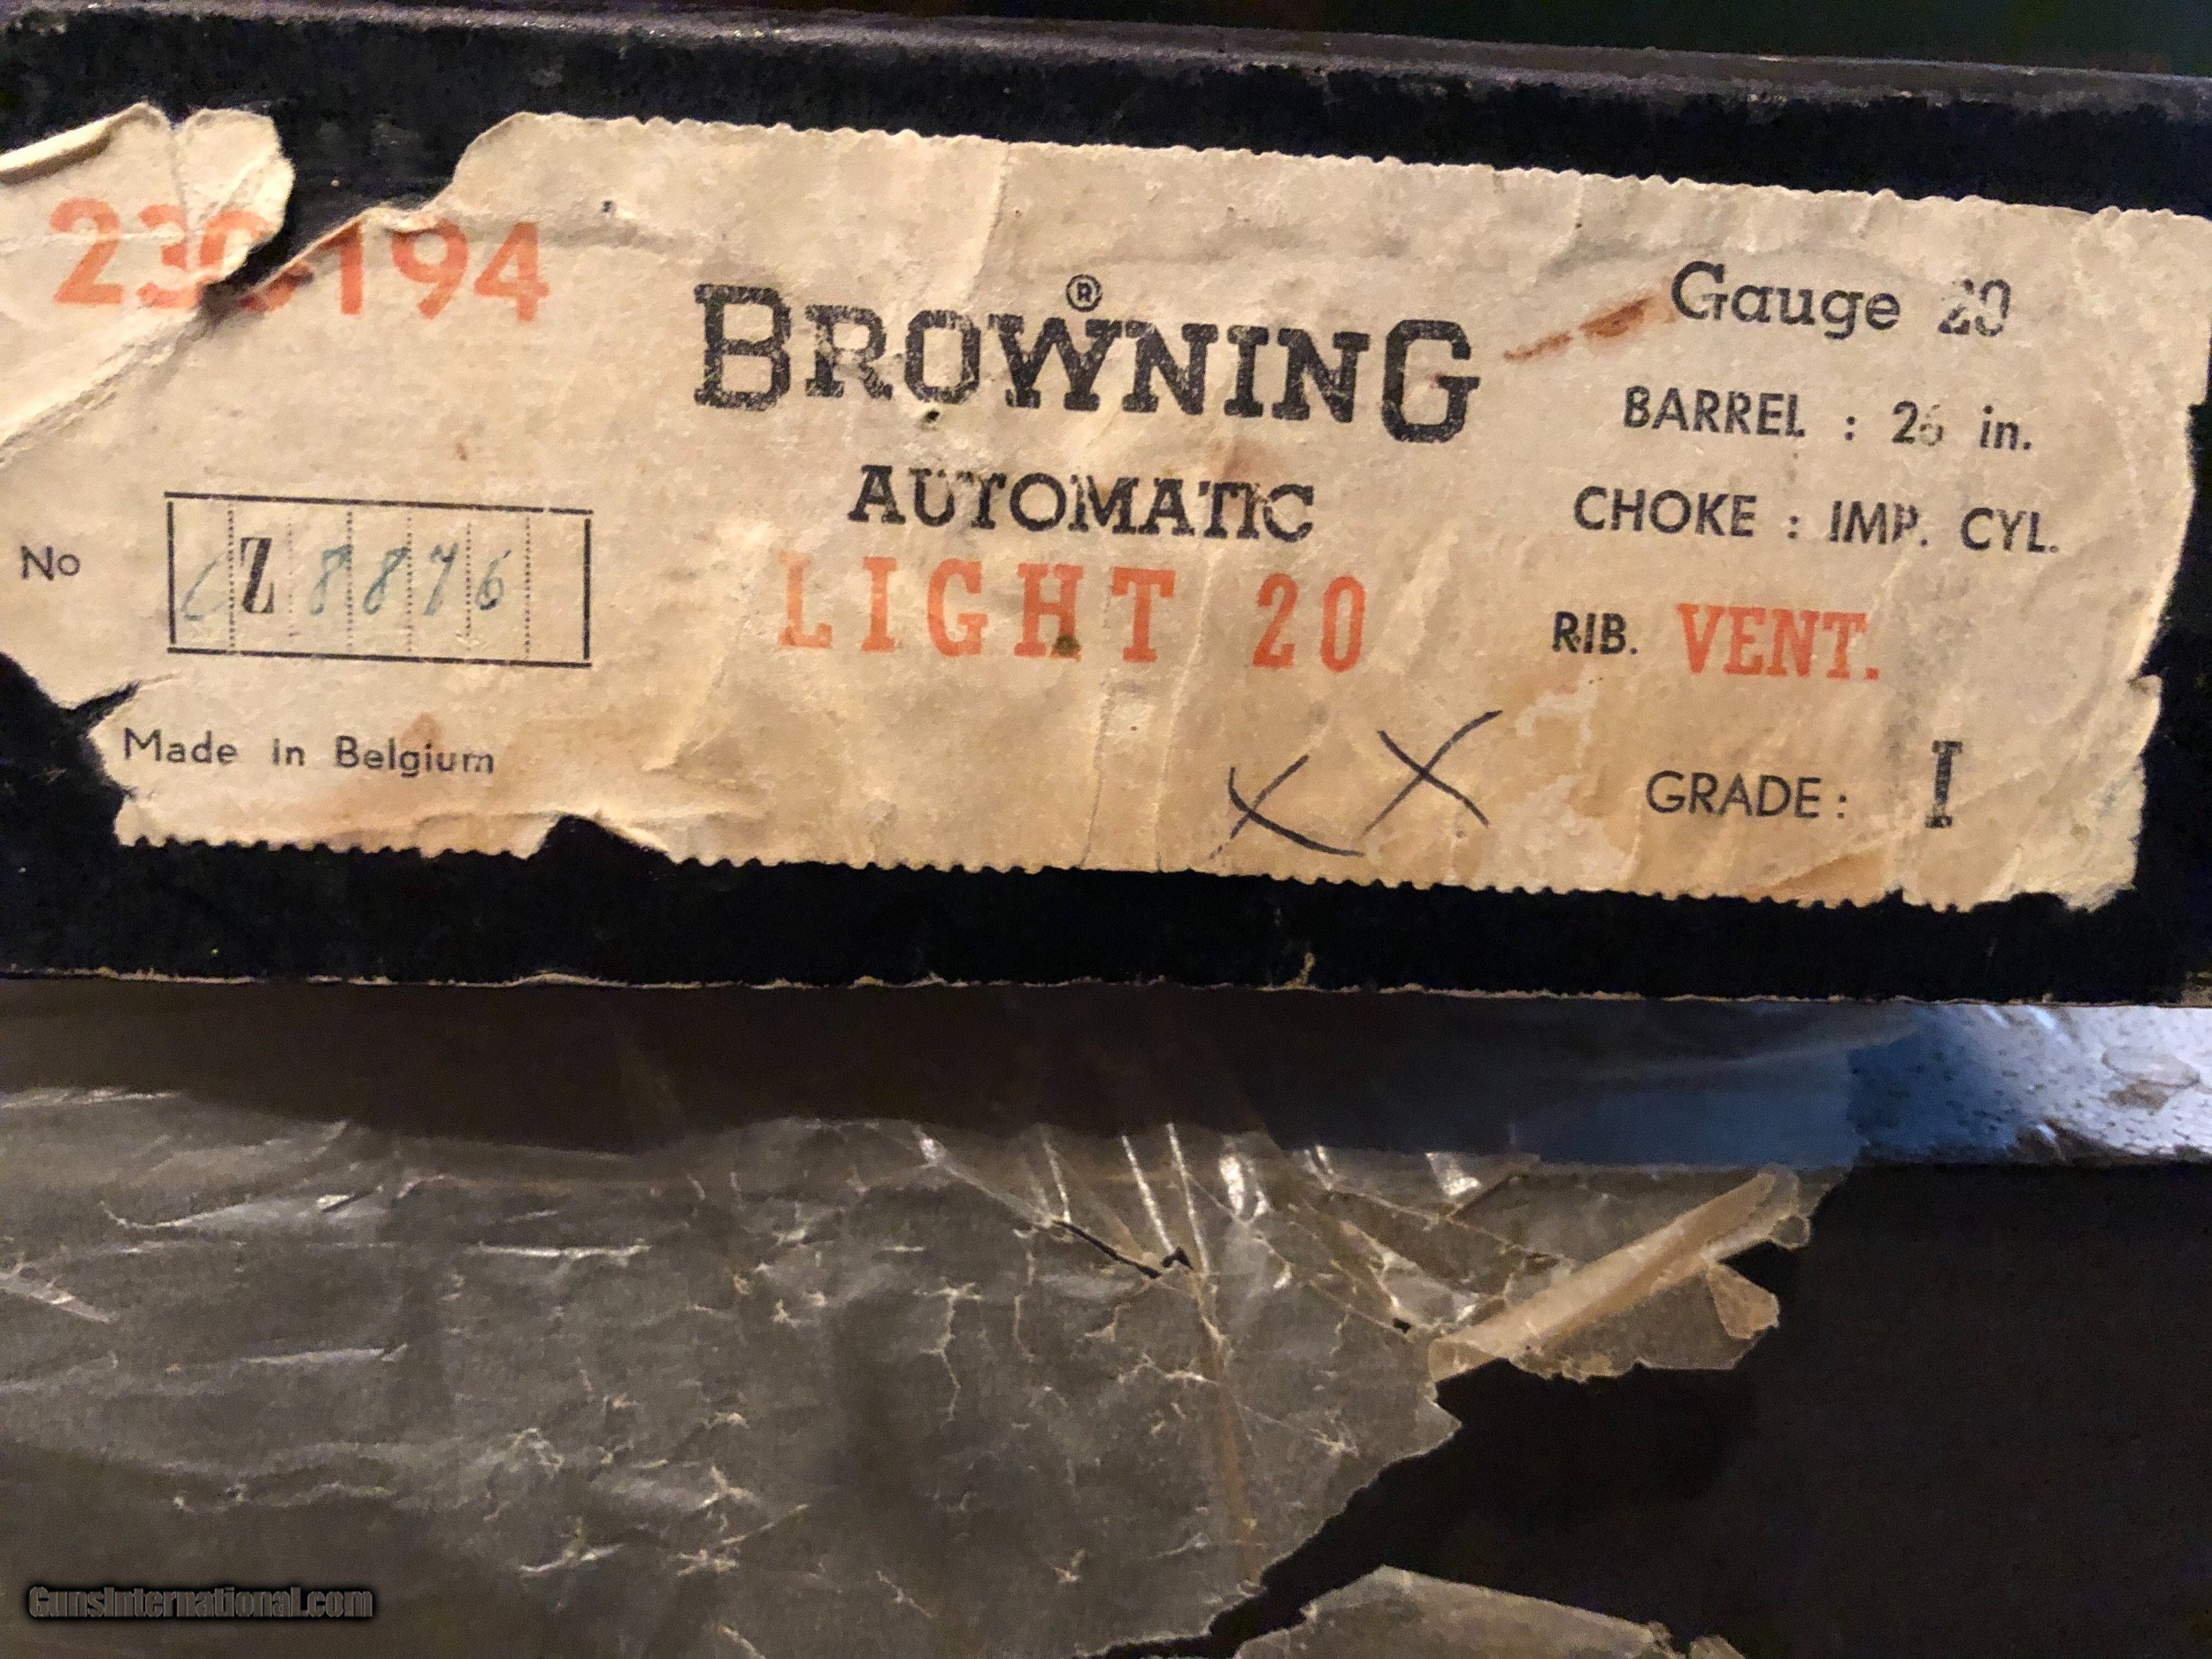 BROWNING®
AUTOMATIC
LIGHT 20
Gauge 20
BARREL : 26 in.
CHOKE : IMP. CYL.
RIB. VENT.
GRADE : I
No Z 8876
Made in Belgium
XX
GunsInternational.com